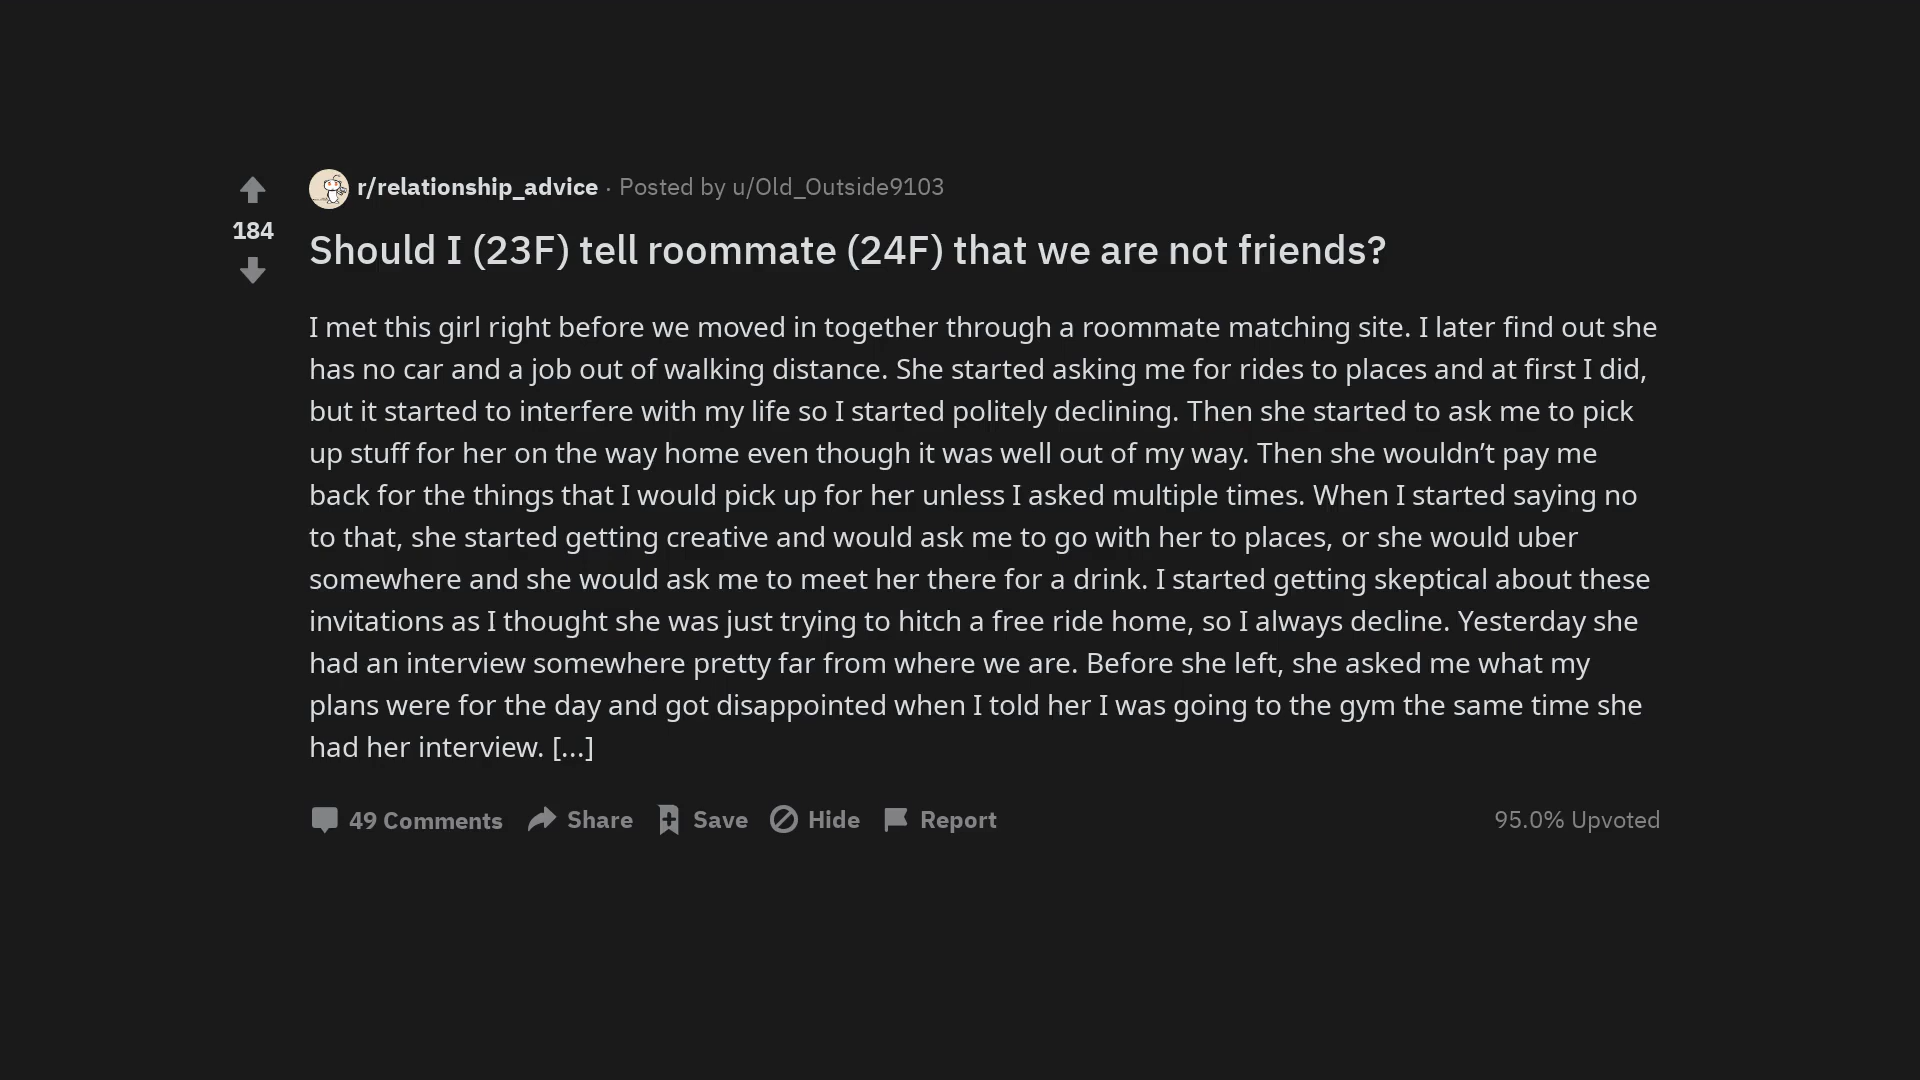 r/relationship_advice · Posted by u/Old_Outside9103
184
Should I (23F) tell roommate (24F) that we are not friends?
I met this girl right before we moved in together through a roommate matching site. I later find out she
has no car and a job out of walking distance. She started asking me for rides to places and at first I did,
but it started to interfere with my life so I started politely declining. Then she started to ask me to pick
up stuff for her on the way home even though it was well out of my way. Then she wouldn’t pay me
back for the things that I would pick up for her unless I asked multiple times. When I started saying no
to that, she started getting creative and would ask me to go with her to places, or she would uber
somewhere and she would ask me to meet her there for a drink. I started getting skeptical about these
invitations as I thought she was just trying to hitch a free ride home, so I always decline. Yesterday she
had an interview somewhere pretty far from where we are. Before she left, she asked me what my
plans were for the day and got disappointed when I told her I was going to the gym the same time she
had her interview. [...]
49 Comments Share Save Hide Report 95.0% Upvoted